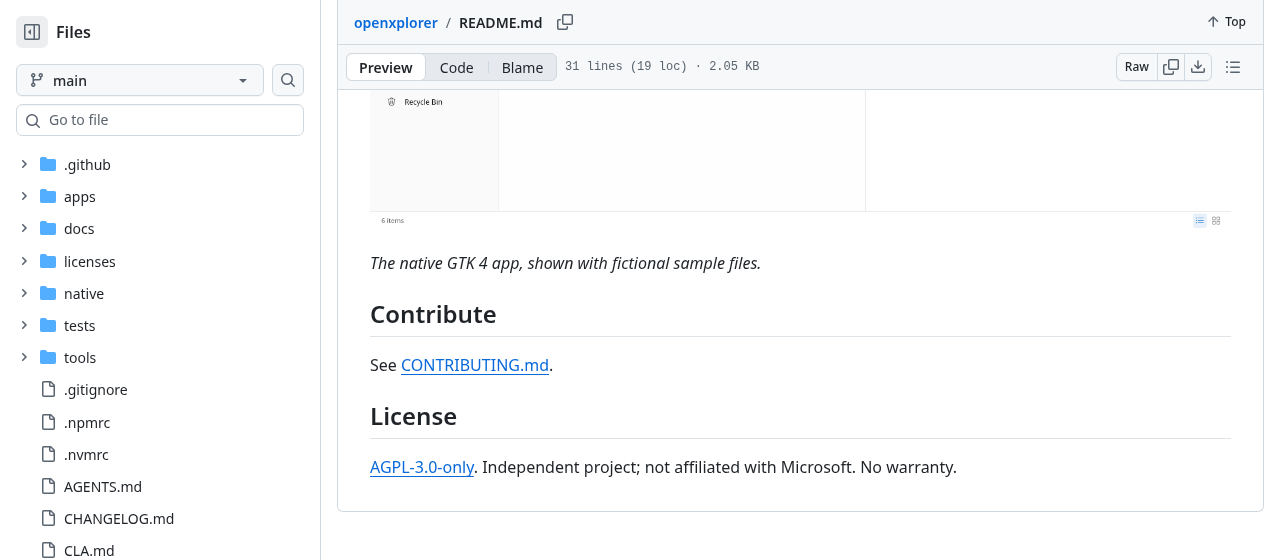 Files
main
Go to file
.github
apps
docs
licenses
native
tests
tools
.gitignore
.npmrc
.nvmrc
AGENTS.md
CHANGELOG.md
CLA.md
openxplorer / README.md
Top
Preview Code Blame 31 lines (19 loc) · 2.05 KB
Raw
Recycle Bin
6 items
The native GTK 4 app, shown with fictional sample files.
Contribute
See CONTRIBUTING.md.
License
AGPL-3.0-only. Independent project; not affiliated with Microsoft. No warranty.